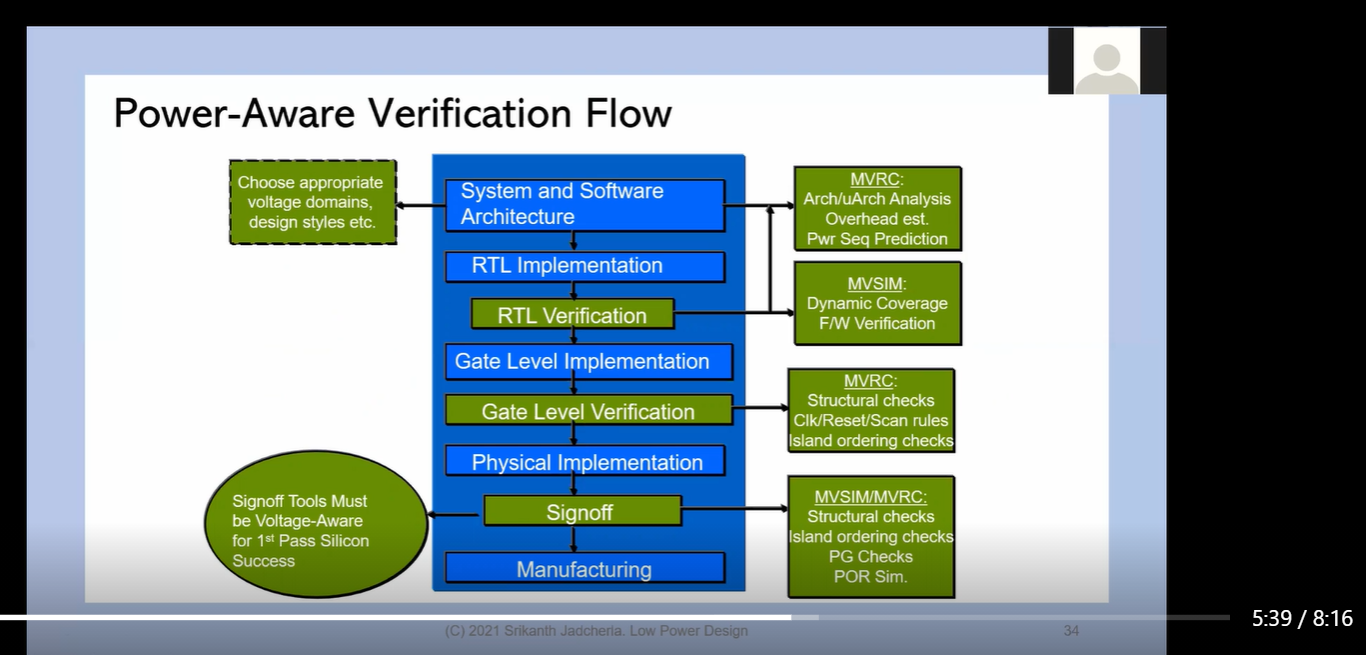 Power-Aware Verification Flow
Choose appropriate
voltage domains,
design styles etc.
System and Software
Architecture
RTL Implementation
RTL Verification
Gate Level Implementation
Gate Level Verification
Physical Implementation
Signoff
Manufacturing
MVRC:
Arch/uArch Analysis
Overhead est.
Pwr Seq Prediction
MVSIM:
Dynamic Coverage
F/W Verification
MVRC:
Structural checks
Clk/Reset/Scan rules
Island ordering checks
MVSIM/MVRC:
Structural checks
Island ordering checks
PG Checks
POR Sim.
Signoff Tools Must
be Voltage-Aware
for 1st Pass Silicon
Success
5:39 / 8:16
(C) 2021 Srikanth Jadcherla. Low Power Design
34